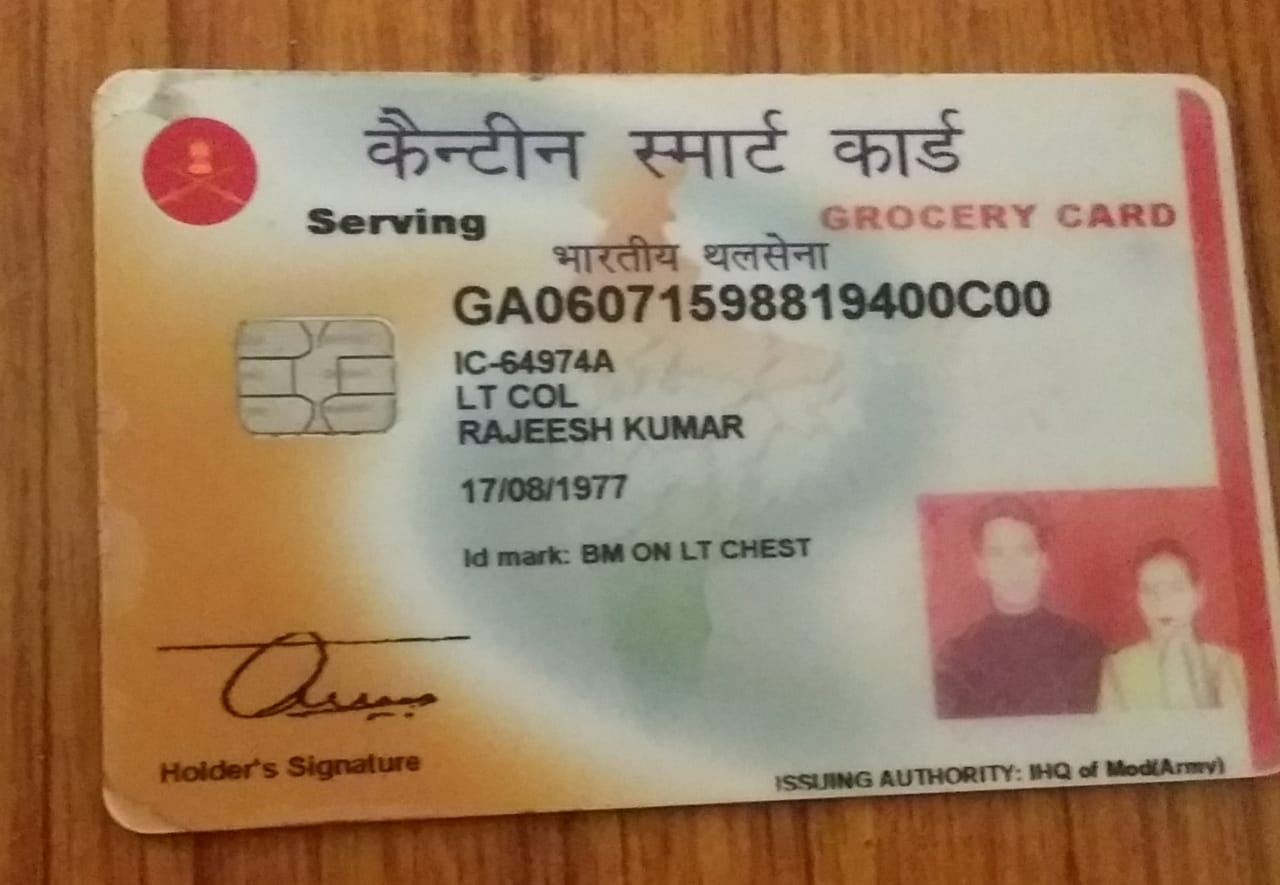 कैन्टीन स्मार्ट कार्ड
Serving
GROCERY CARD
भारतीय थलसेना
GA06071598819400C00
IC-64974A
LT COL
RAJEESH KUMAR
17/08/1977
Id mark: BM ON LT CHEST
Holder's Signature
ISSUING AUTHORITY: IHQ of Mod(Army)